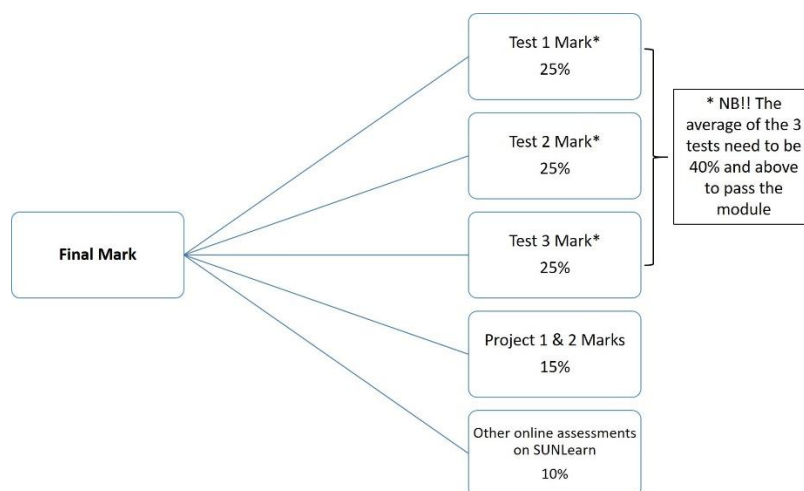 Final Mark
Test 1 Mark*
25%
Test 2 Mark*
25%
Test 3 Mark*
25%
Project 1 & 2 Marks
15%
Other online assessments
on SUNLearn
10%
* NB!! The
average of the 3
tests need to be
40% and above
to pass the
module